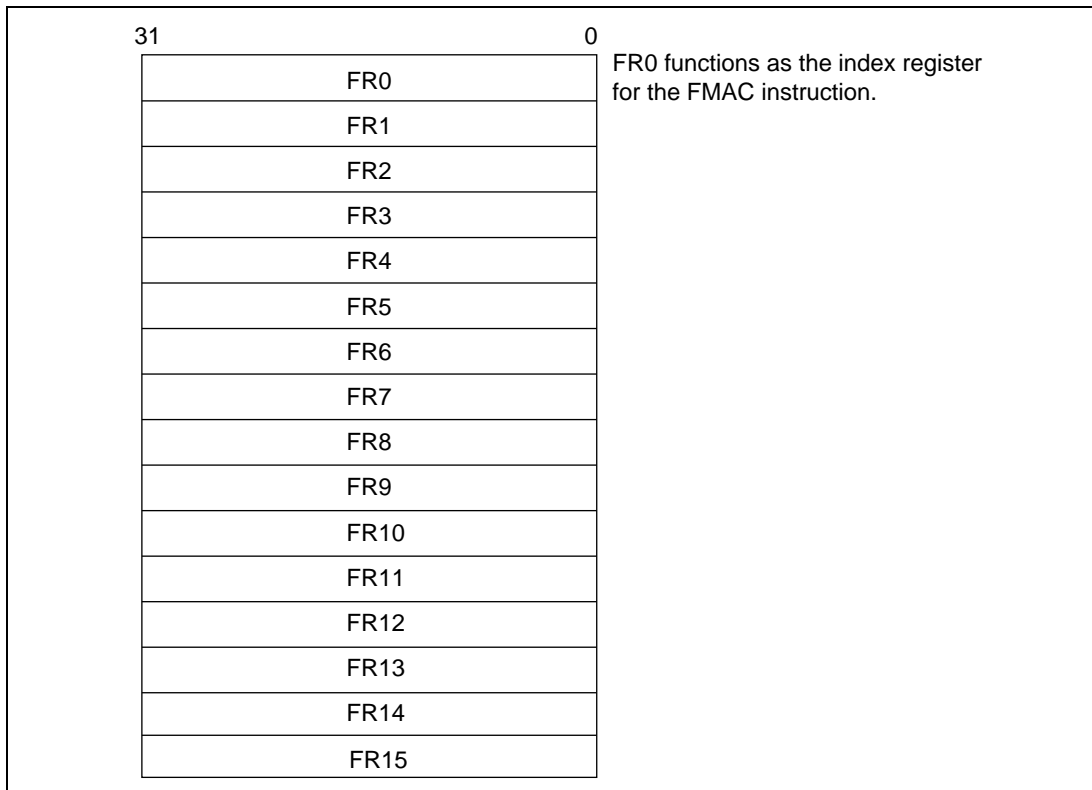 31 0
FR0
FR1
FR2
FR3
FR4
FR5
FR6
FR7
FR8
FR9
FR10
FR11
FR12
FR13
FR14
FR15
FR0 functions as the index register
for the FMAC instruction.